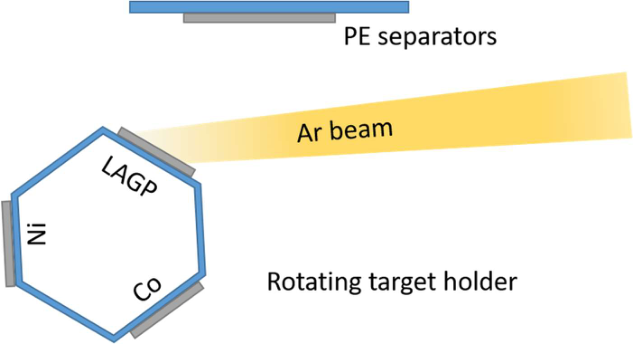 PE separators
Ar beam
LAGP
Ni
Co
Rotating target holder